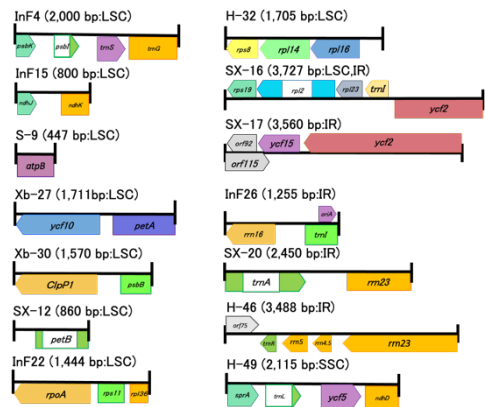 InF4 (2,000 bp:LSC)
psbK psbI trnS trnG
InF15 (800 bp:LSC)
ndhJ ndhK
S-9 (447 bp:LSC)
atpB
Xb-27 (1,711bp:LSC)
ycf10 petA
Xb-30 (1,570 bp:LSC)
ClpP1 psbB
SX-12 (860 bp:LSC)
petB
InF22 (1,444 bp:LSC)
rpoA rps11 rpl36
H-32 (1,705 bp:LSC)
rps8 rpl14 rpl16
SX-16 (3,727 bp:LSC,IR)
rps19 rpl2 rpl23 trnI
ycf2
SX-17 (3,560 bp:IR)
orf92 ycf15 ycf2
orf115
InF26 (1,255 bp:IR)
oriA
rrn16 trnI
SX-20 (2,450 bp:IR)
trnA rrn23
H-46 (3,488 bp:IR)
orf75
trnR rrn5 rrn4.5 rrn23
H-49 (2,115 bp:SSC)
sprA trnL ycf5 ndhD